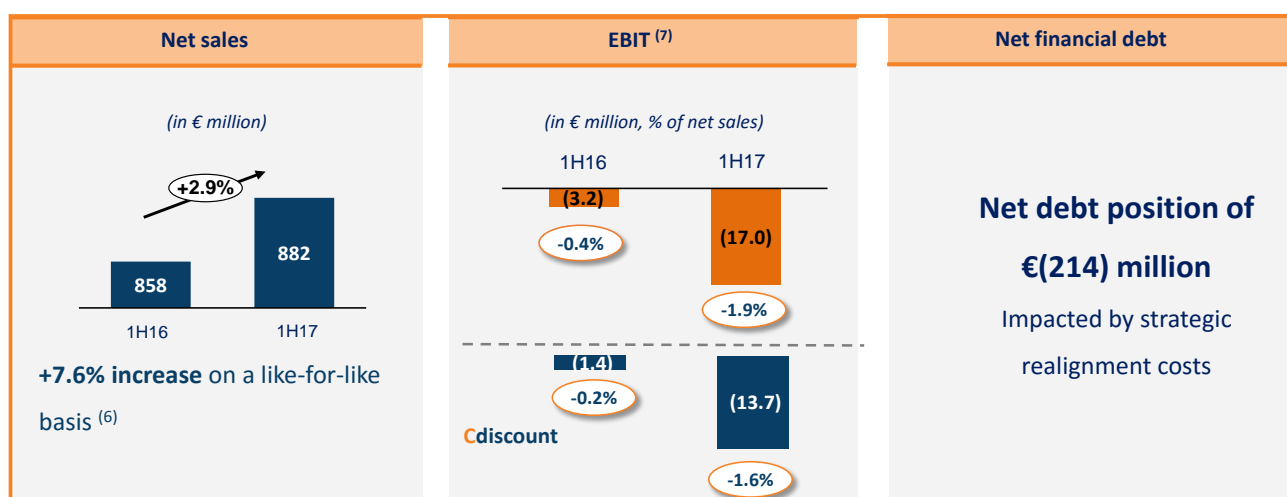 Net sales
(in € million)
+2.9%
858
882
1H16
1H17
+7.6% increase on a like-for-like
basis (6)
EBIT (7)
(in € million, % of net sales)
1H16
1H17
(3.2)
(17.0)
-0.4%
-1.9%
(1.4)
(13.7)
-0.2%
Cdiscount
-1.6%
Net financial debt
Net debt position of
€(214) million
Impacted by strategic
realignment costs